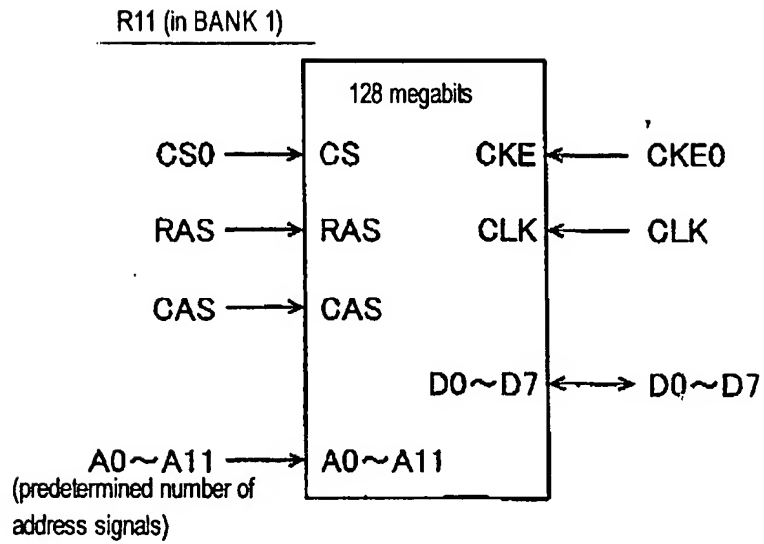 R11 (in BANK 1)
128 megabits
CS0 CS CKE CKE0
RAS RAS CLK CLK
CAS CAS
D0～D7 D0～D7
A0～A11 A0～A11
(predetermined number of
address signals)